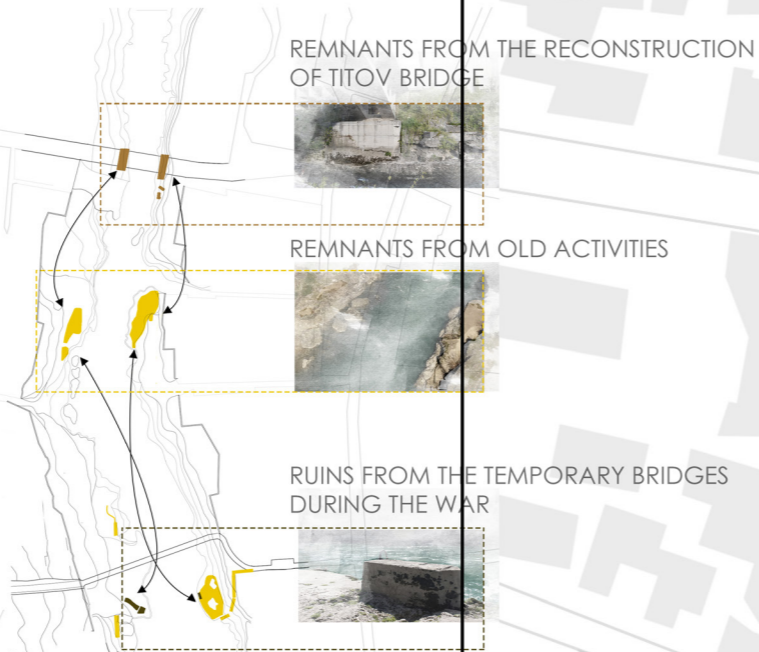 REMNANTS FROM THE RECONSTRUCTION
OF TITOV BRIDGE
REMNANTS FROM OLD ACTIVITIES
RUINS FROM THE TEMPORARY BRIDGES
DURING THE WAR